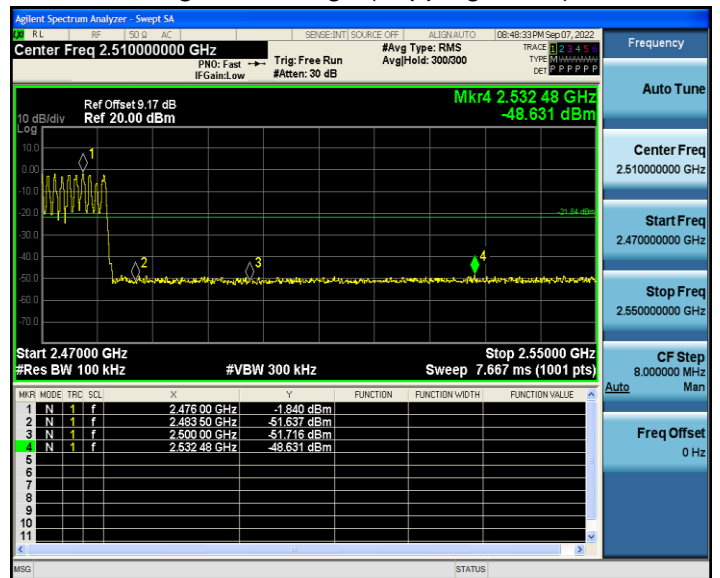 Agilent Spectrum Analyzer - Swept SA
RL RF 50 Ω AC SENSE:INT SOURCE OFF ALIGN AUTO 08:48:33 PM Sep 07, 2022
Center Freq 2.510000000 GHz
PNO: Fast
IFGain:Low
Trig: Free Run
#Atten: 30 dB
#Avg Type: RMS
Avg|Hold: 300/300
TRACE 1 2 3 4 5 6
TYPE M WWWWW
DET P P P P P P
Ref Offset 9.17 dB
10 dB/div Ref 20.00 dBm
Log
Mkr4 2.532 48 GHz
-48.631 dBm
10.0
0.00
-10.0
-20.0
-30.0
-40.0
-50.0
-60.0
-70.0
1
2
3
4
-21.84 dBm
Start 2.47000 GHz Stop 2.55000 GHz
#Res BW 100 kHz #VBW 300 kHz Sweep 7.667 ms (1001 pts)
MKR MODE TRC SCL X Y FUNCTION FUNCTION WIDTH FUNCTION VALUE
1 N 1 f 2.476 00 GHz -1.840 dBm
2 N 1 f 2.483 50 GHz -51.637 dBm
3 N 1 f 2.500 00 GHz -51.716 dBm
4 N 1 f 2.532 48 GHz -48.631 dBm
5
6
7
8
9
10
11
MSG STATUS
Frequency
Auto Tune
Center Freq
2.510000000 GHz
Start Freq
2.470000000 GHz
Stop Freq
2.550000000 GHz
CF Step
8.000000 MHz
Auto Man
Freq Offset
0 Hz